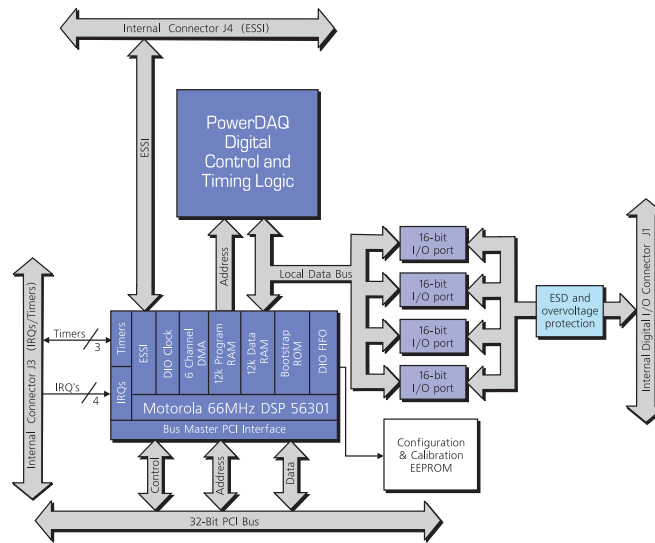 Internal Connector J4 (ESSI)
ESSI
PowerDAQ
Digital
Control and
Timing Logic
Address
Local Data Bus
16-bit
I/O port
16-bit
I/O port
16-bit
I/O port
16-bit
I/O port
ESD and
overvoltage
protection
Internal Digital I/O Connector J1
Internal Connector J3 (IRQs/Timers)
Timers
3
IRQ's
4
Timers
IRQs
ESSI
DIO Clock
6 Channel
DMA
12k Program
RAM
12k Data
RAM
Bootstrap
ROM
DIO FIFO
Motorola 66MHz DSP 56301
Bus Master PCI Interface
Configuration
& Calibration
EEPROM
Control
Address
Data
32-Bit PCI Bus